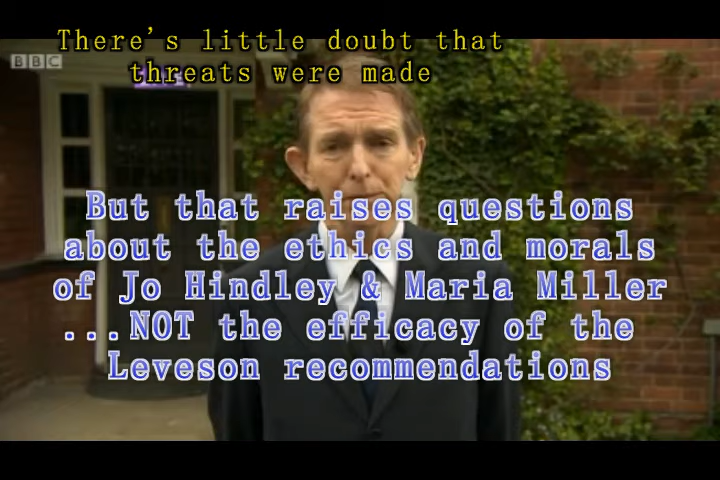 There's little doubt that
threats were made
BBC
But that raises questions
about the ethics and morals
of Jo Hindley & Maria Miller
...NOT the efficacy of the
Leveson recommendations